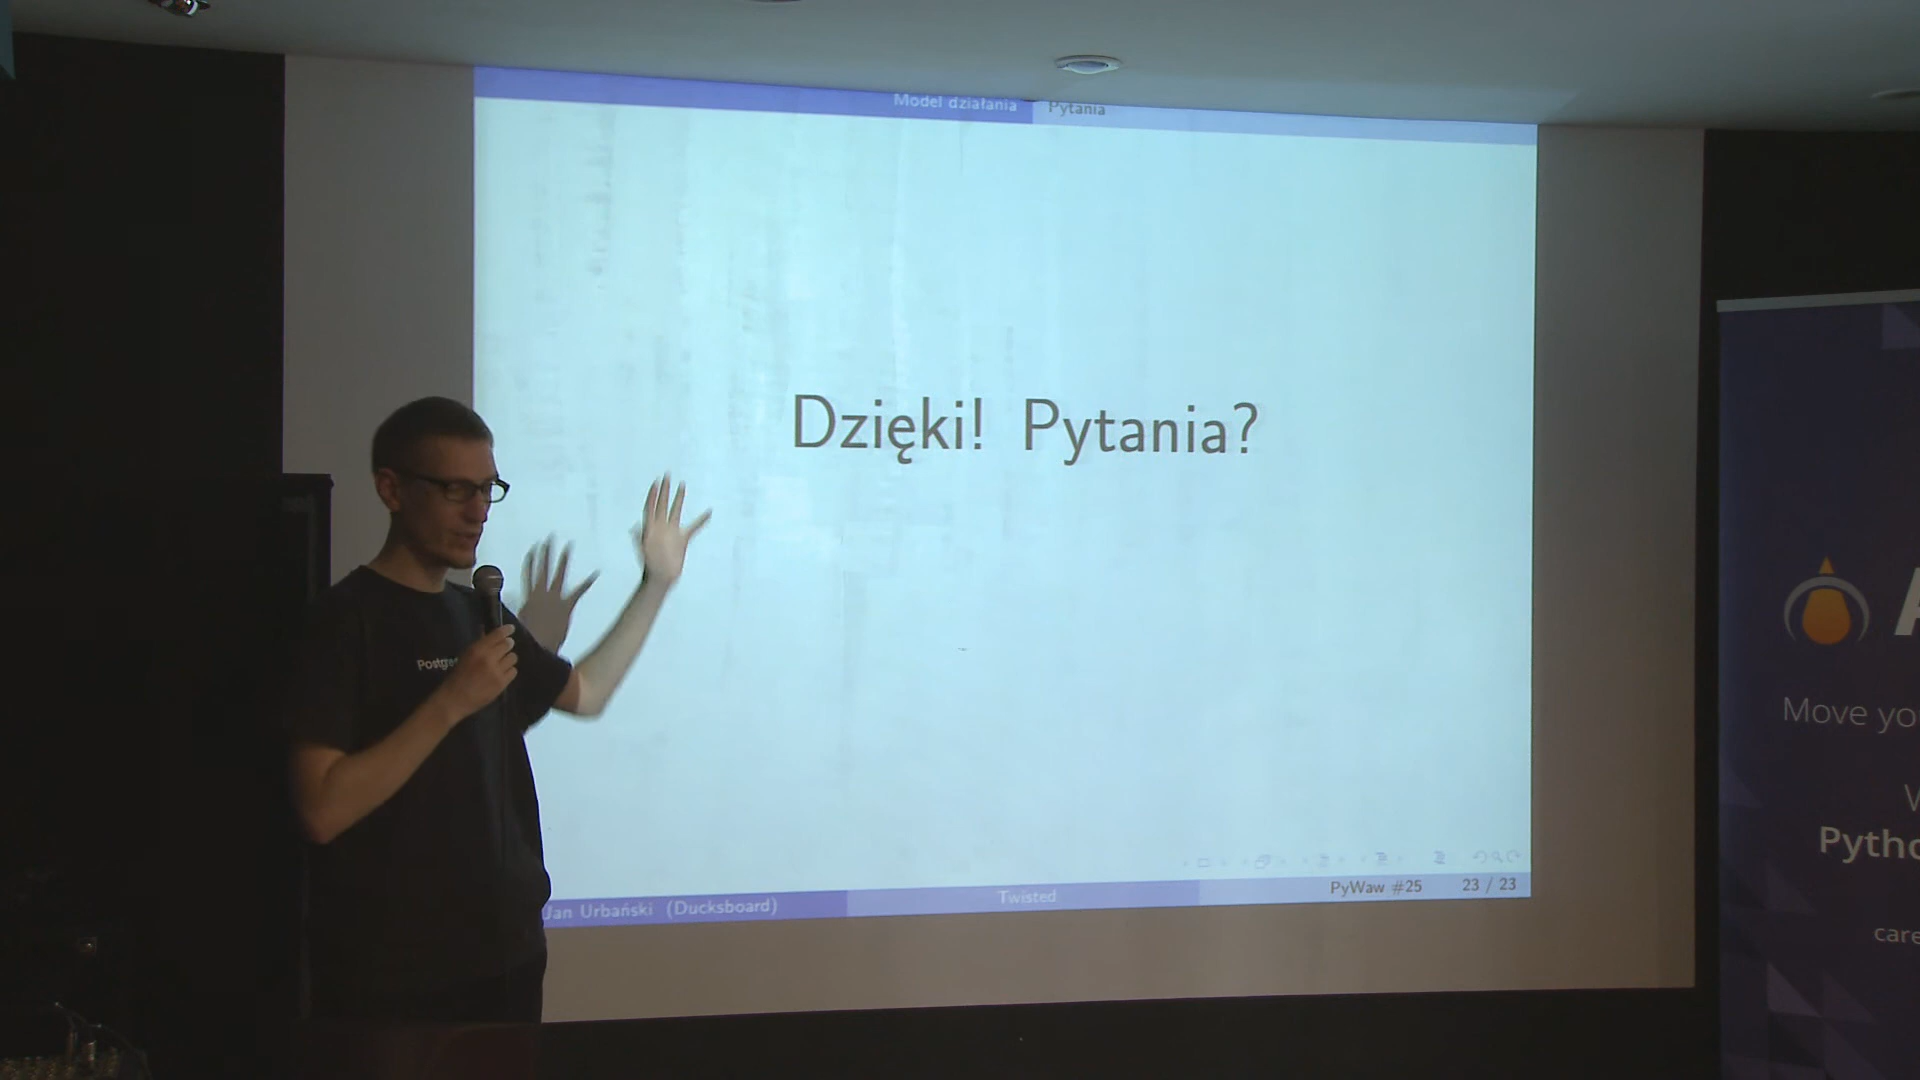 Model działania Pytania
Dzięki! Pytania?
Jan Urbański (Ducksboard) Twisted PyWaw #25 23 / 23
Postgre
Move yo
Pytho
care